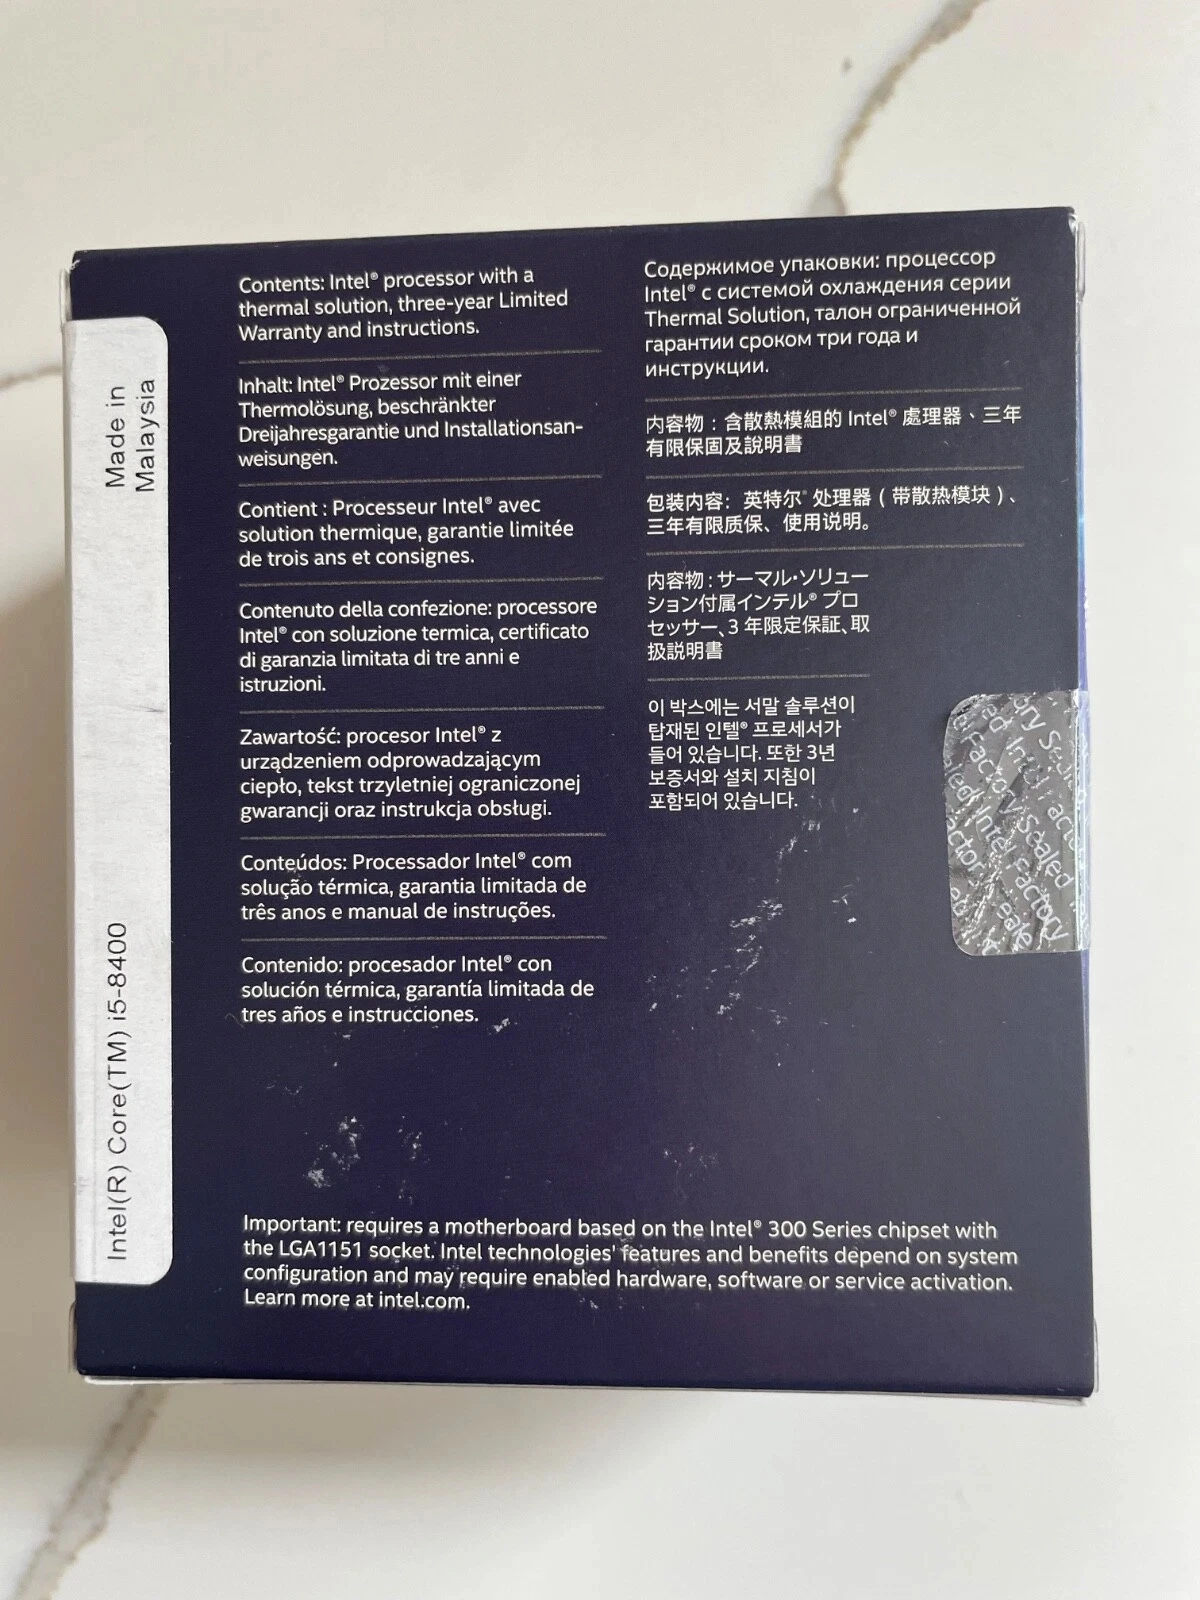 Made in
Malaysia
Intel(R) Core(TM) i5-8400
Contents: Intel® processor with a
thermal solution, three-year Limited
Warranty and instructions.
Inhalt: Intel® Prozessor mit einer
Thermolösung, beschränkter
Dreijahresgarantie und Installationsan-
weisungen.
Contient : Processeur Intel® avec
solution thermique, garantie limitée
de trois ans et consignes.
Contenuto della confezione: processore
Intel® con soluzione termica, certificato
di garanzia limitata di tre anni e
istruzioni.
Zawartość: procesor Intel® z
urządzeniem odprowadzającym
ciepło, tekst trzyletniej ograniczonej
gwarancji oraz instrukcja obsługi.
Conteúdos: Processador Intel® com
solução térmica, garantia limitada de
três anos e manual de instruções.
Contenido: procesador Intel® con
solución térmica, garantía limitada de
tres años e instrucciones.
Содержимое упаковки: процессор
Intel® с системой охлаждения серии
Thermal Solution, талон ограниченной
гарантии сроком три года и
инструкции.
内容物：含散熱模組的 Intel® 處理器、三年
有限保固及說明書
包装内容：英特尔® 处理器（带散热模块）、
三年有限质保、使用说明。
内容物：サーマル・ソリュー
ション付属インテル® プロ
セッサー、3 年限定保証、取
扱説明書
이 박스에는 서말 솔루션이
탑재된 인텔® 프로세서가
들어 있습니다. 또한 3년
보증서와 설치 지침이
포함되어 있습니다.
Sealed
Intel Factory
Important: requires a motherboard based on the Intel® 300 Series chipset with
the LGA1151 socket. Intel technologies' features and benefits depend on system
configuration and may require enabled hardware, software or service activation.
Learn more at intel.com.